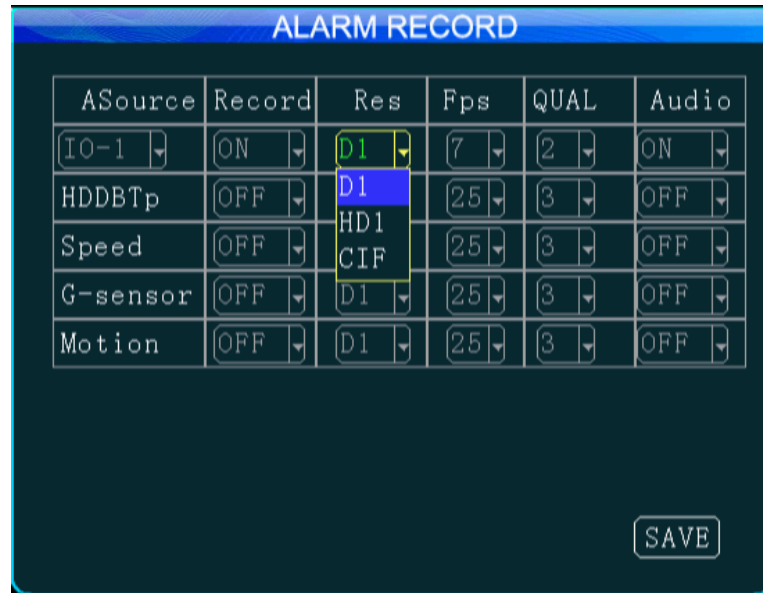 ALARM RECORD
ASource Record Res Fps QUAL Audio
IO-1 ON D1 7 2 ON
HDDBTp OFF D1 25 3 OFF
HD1
Speed OFF CIF 25 3 OFF
G-sensor OFF D1 25 3 OFF
Motion OFF D1 25 3 OFF
SAVE